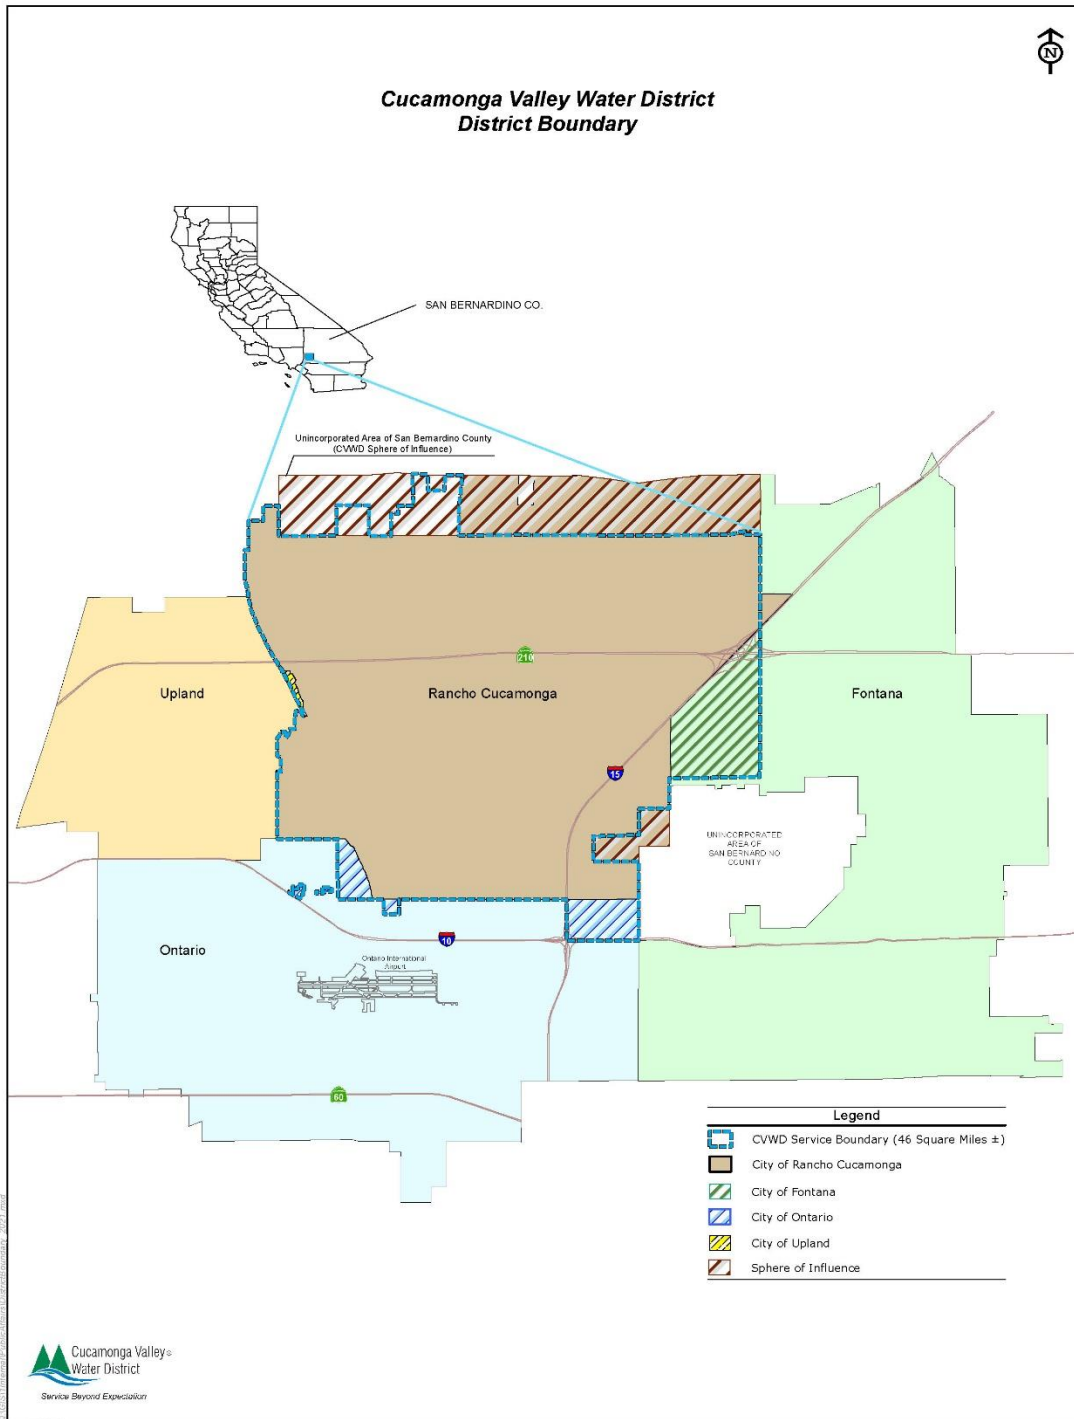 N
Cucamonga Valley Water District
District Boundary
SAN BERNARDINO CO.
Unincorporated Area of San Bernardino County
(CVWD Sphere of Influence)
210
Upland
Rancho Cucamonga
Fontana
15
UNINCORPORATED
AREA OF
SAN BERNARDINO
COUNTY
10
Ontario
Ontario International
Airport
60
Legend
CVWD Service Boundary (46 Square Miles ±)
City of Rancho Cucamonga
City of Fontana
City of Ontario
City of Upland
Sphere of Influence
Cucamonga Valley
Water District
Service Beyond Expectation